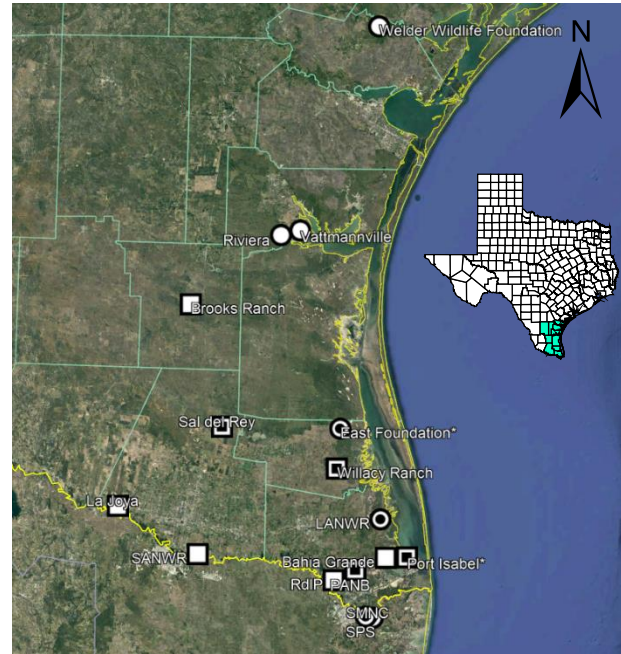 Welder Wildlife Foundation
N
Riviera
Vattmannville
Brooks Ranch
Sal del Rey
East Foundation*
Willacy Ranch
La Joya
LANWR
SANWR
Bahia Grande
Port Isabel*
RdIP
PANB
SMNC
SPS